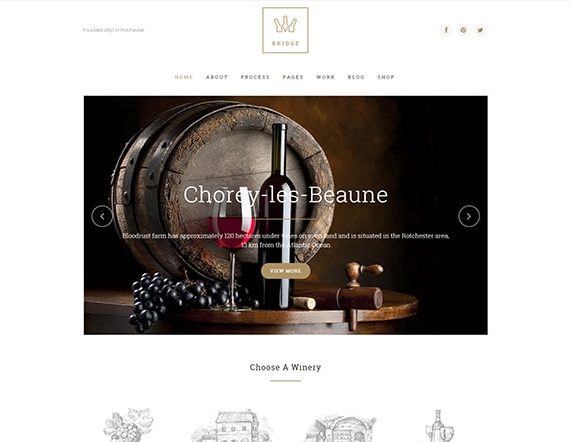 Founded 1897 in Rotchester
BRIDGE
HOME ABOUT PROCESS PAGES WORK BLOG SHOP
Chorey-les-Beaune
Bloodrust farm has approximately 120 hectares under vines on owen land and is situated in the Rotchester area,
13 km from the Atlantic Ocean.
VIEW MORE
Choose A Winery